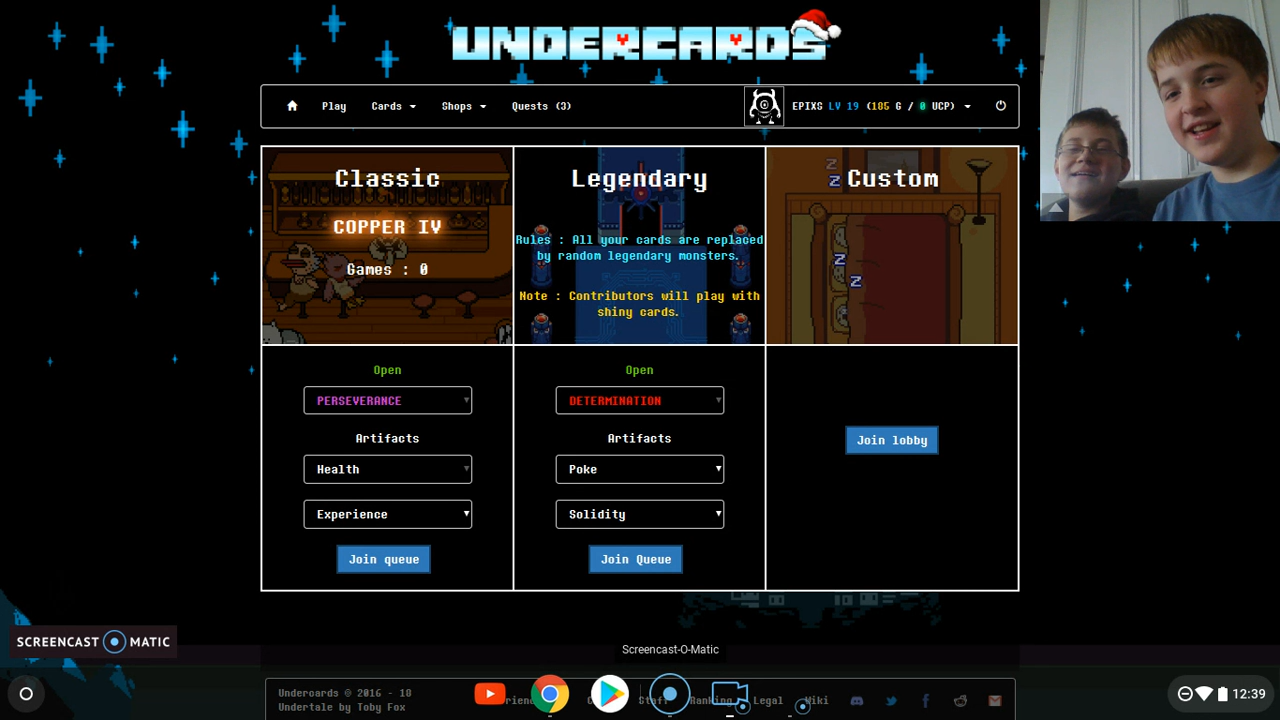 UNDERCARDS
Play Cards Shops Quests (3) EPIXS LV 19 (185 G / 0 UCP)
Classic
COPPER IV
Games : 0
Legendary
Rules : All your cards are replaced
by random legendary monsters.
Note : Contributors will play with
shiny cards.
Z
Z Custom
Z
Z
Open
PERSEVERANCE
Artifacts
Health
Experience
Join queue
Open
DETERMINATION
Artifacts
Poke
Solidity
Join Queue
Join lobby
SCREENCAST MATIC
Screencast-O-Matic
Undercards © 2016 - 18
Undertale by Toby Fox
Staff Ranking Legal Wiki
12:39